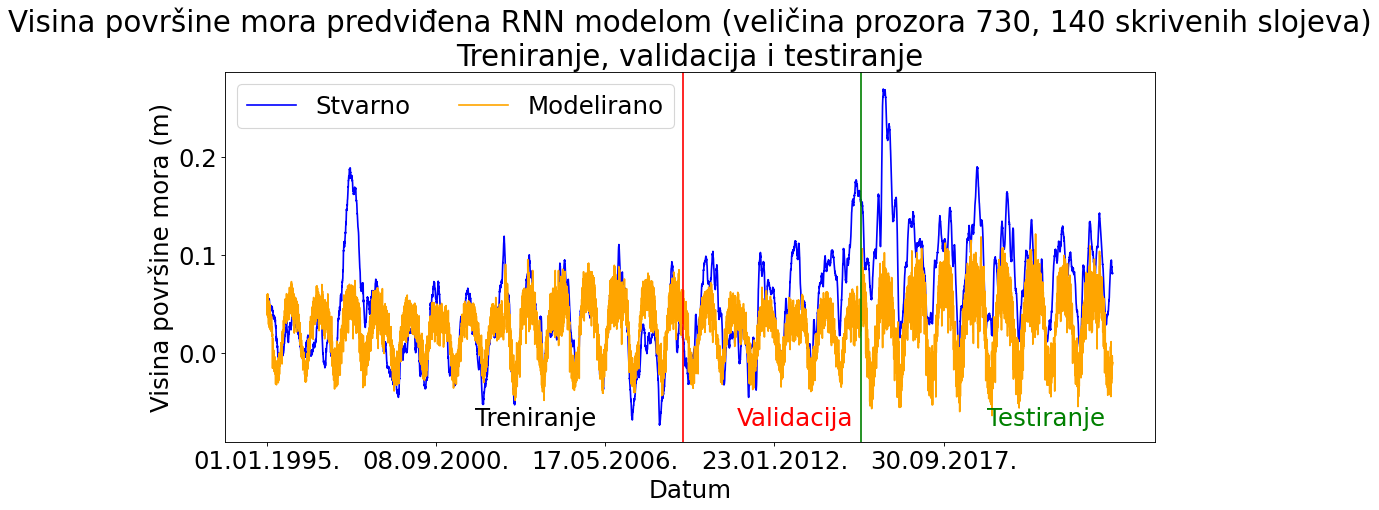 Visina površine mora predviđena RNN modelom (veličina prozora 730, 140 skrivenih slojeva)
Treniranje, validacija i testiranje
Stvarno
Modelirano
Visina površine mora (m)
0.2
0.1
0.0
Treniranje
Validacija
Testiranje
01.01.1995.
08.09.2000.
17.05.2006.
23.01.2012.
30.09.2017.
Datum